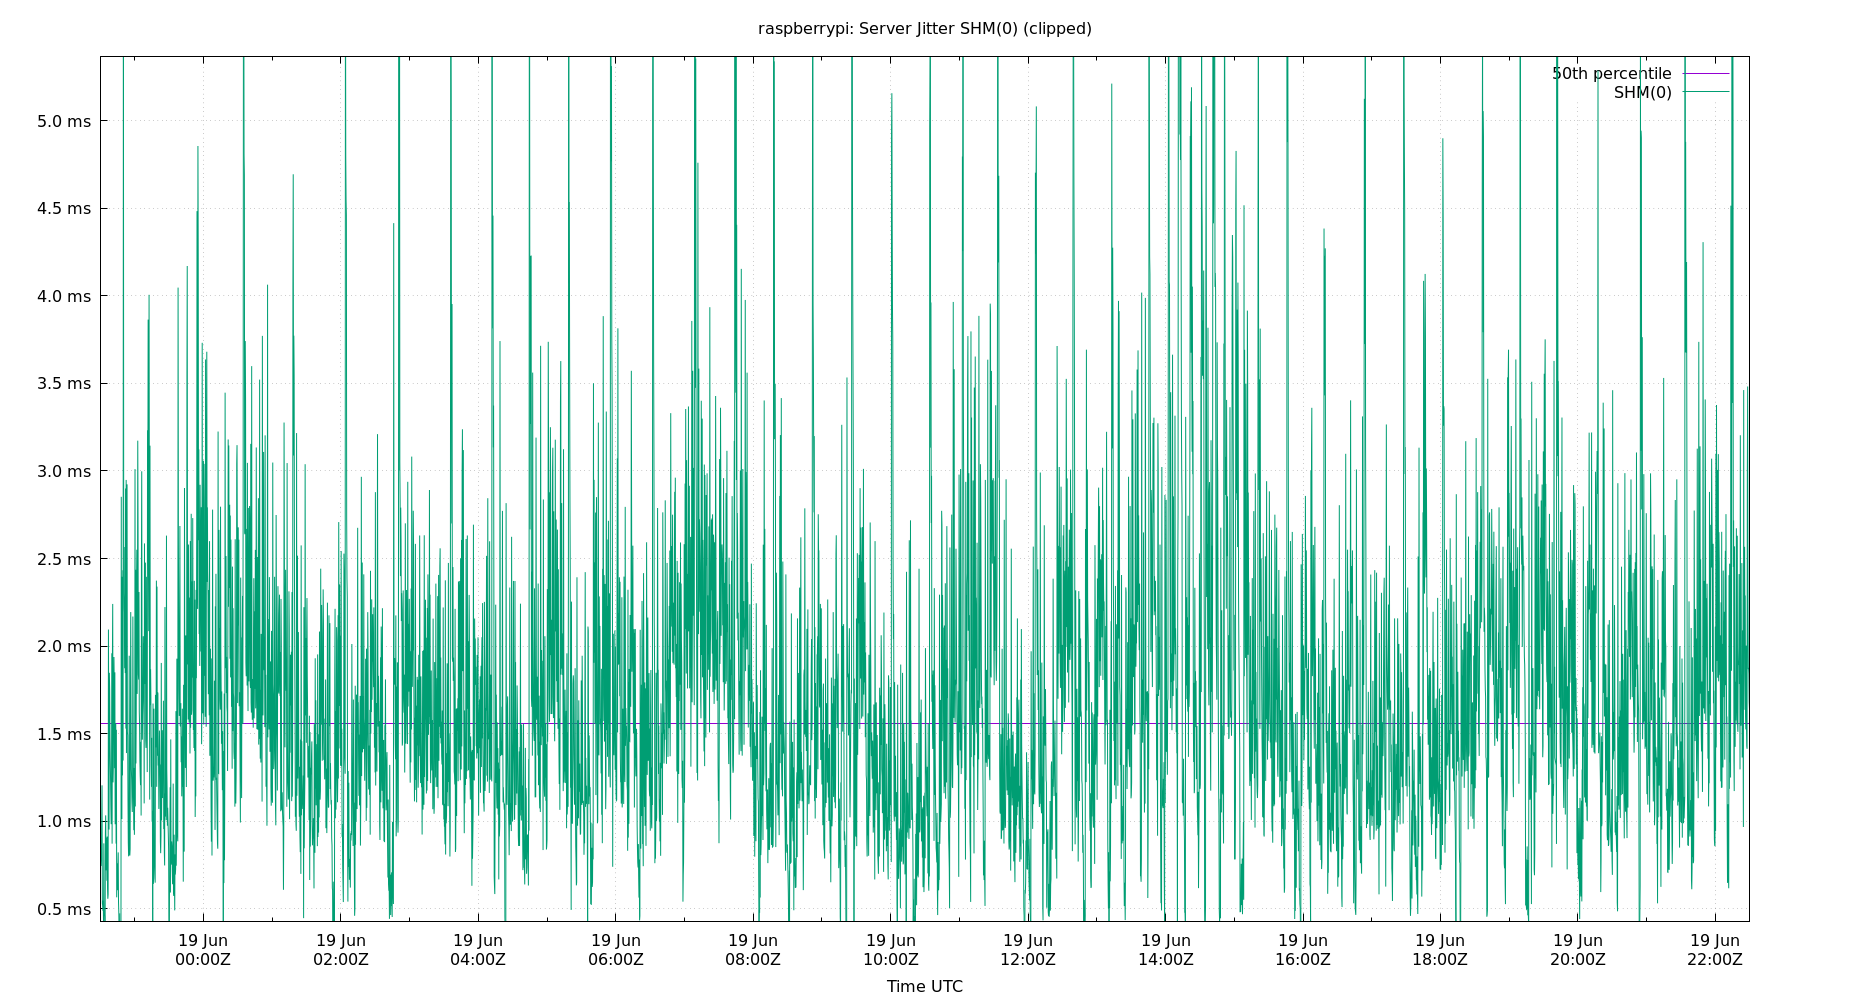 raspberrypi: Server Jitter SHM(0) (clipped)
50th percentile
SHM(0)
5.0 ms
4.5 ms
4.0 ms
3.5 ms
3.0 ms
2.5 ms
2.0 ms
1.5 ms
1.0 ms
0.5 ms
19 Jun 19 Jun 19 Jun 19 Jun 19 Jun 19 Jun 19 Jun 19 Jun 19 Jun 19 Jun 19 Jun 19 Jun
00:00Z 02:00Z 04:00Z 06:00Z 08:00Z 10:00Z 12:00Z 14:00Z 16:00Z 18:00Z 20:00Z 22:00Z
Time UTC